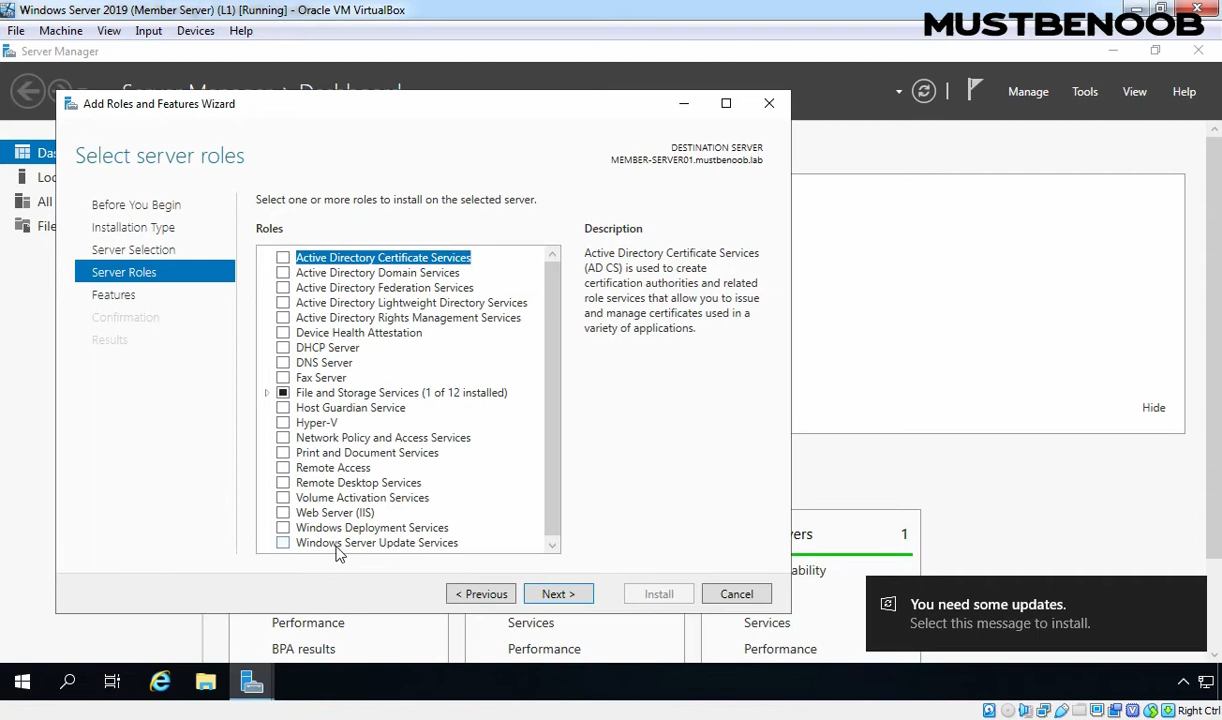 Windows Server 2019 (Member Server) (L1) [Running] - Oracle VM VirtualBox
MUSTBENOOB
File Machine View Input Devices Help
Server Manager
Manage Tools View Help
Add Roles and Features Wizard
Select server roles
DESTINATION SERVER
MEMBER-SERVER01.mustbenoob.lab
Before You Begin
Installation Type
Server Selection
Server Roles
Features
Confirmation
Results
Select one or more roles to install on the selected server.
Roles
Active Directory Certificate Services
Active Directory Domain Services
Active Directory Federation Services
Active Directory Lightweight Directory Services
Active Directory Rights Management Services
Device Health Attestation
DHCP Server
DNS Server
Fax Server
File and Storage Services (1 of 12 installed)
Host Guardian Service
Hyper-V
Network Policy and Access Services
Print and Document Services
Remote Access
Remote Desktop Services
Volume Activation Services
Web Server (IIS)
Windows Deployment Services
Windows Server Update Services
Description
Active Directory Certificate Services
(AD CS) is used to create
certification authorities and related
role services that allow you to issue
and manage certificates used in a
variety of applications.
< Previous Next > Install Cancel
All
Hide
1
Performance
BPA results
Services
Performance
Services
Performance
You need some updates.
Select this message to install.
Right Ctrl